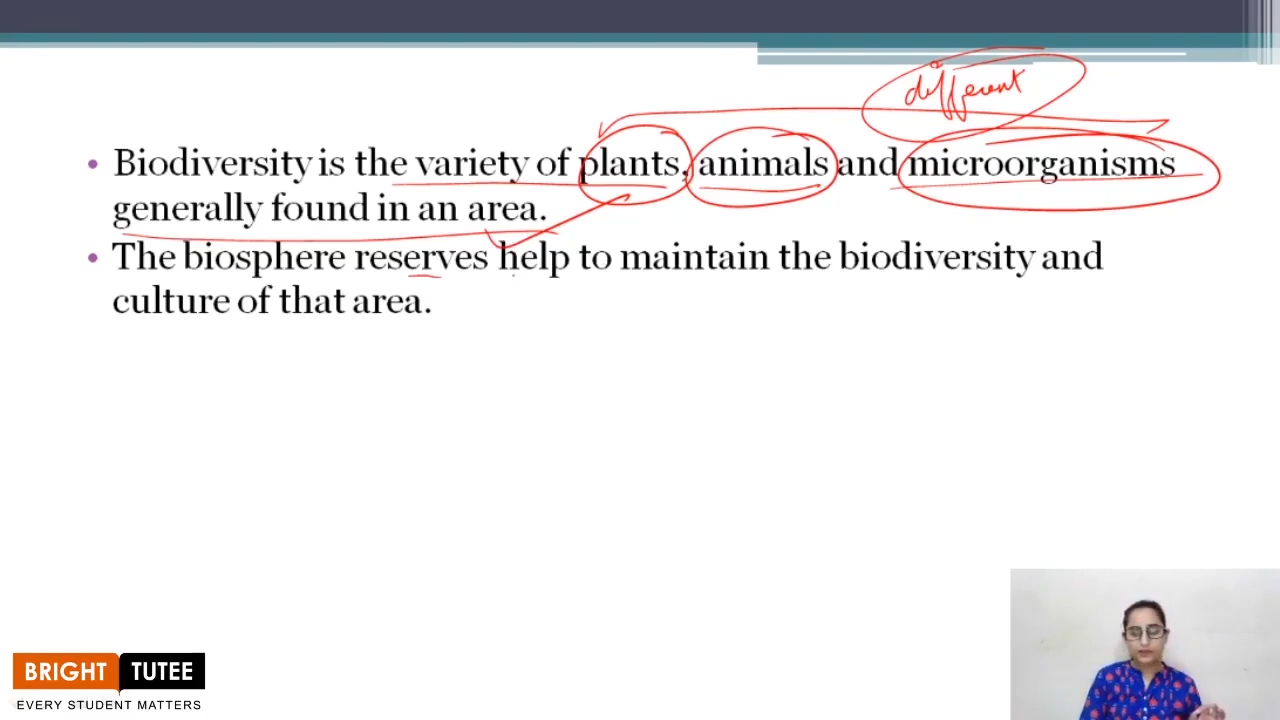 different
• Biodiversity is the variety of plants, animals and microorganisms
generally found in an area.
• The biosphere reserves help to maintain the biodiversity and
culture of that area.
BRIGHT TUTEE
EVERY STUDENT MATTERS